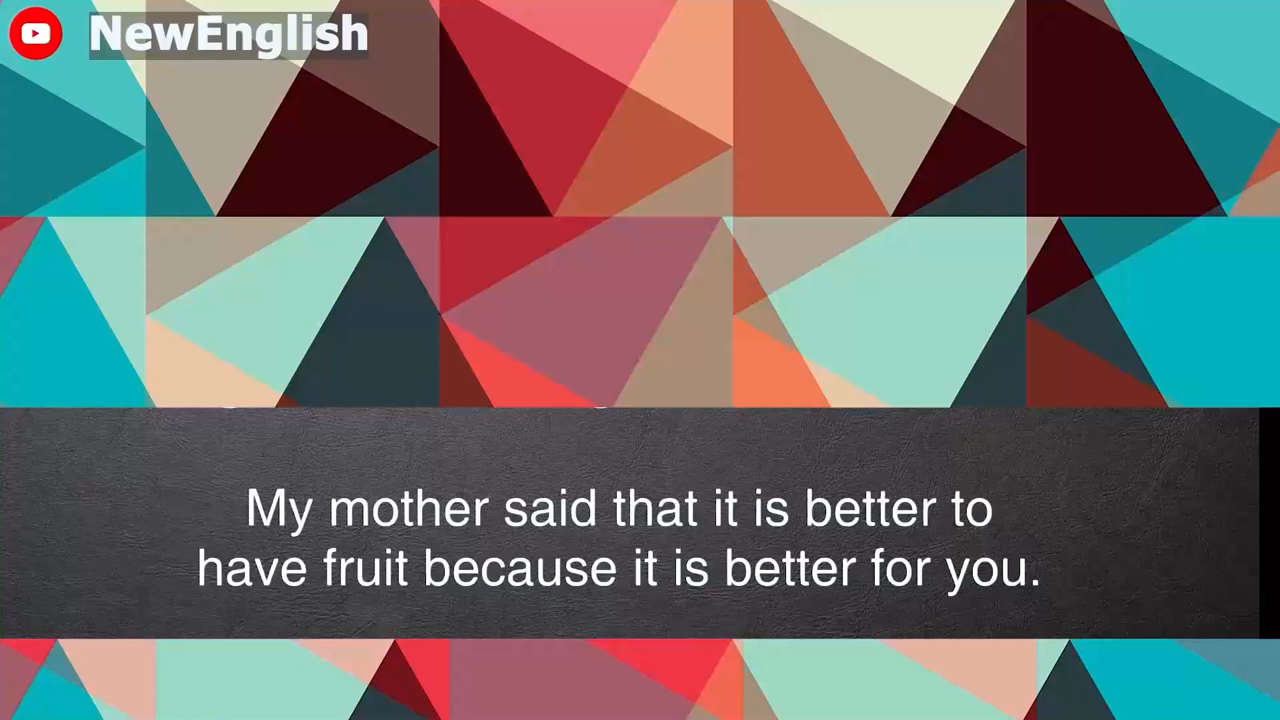 NewEnglish
My mother said that it is better to
have fruit because it is better for you.